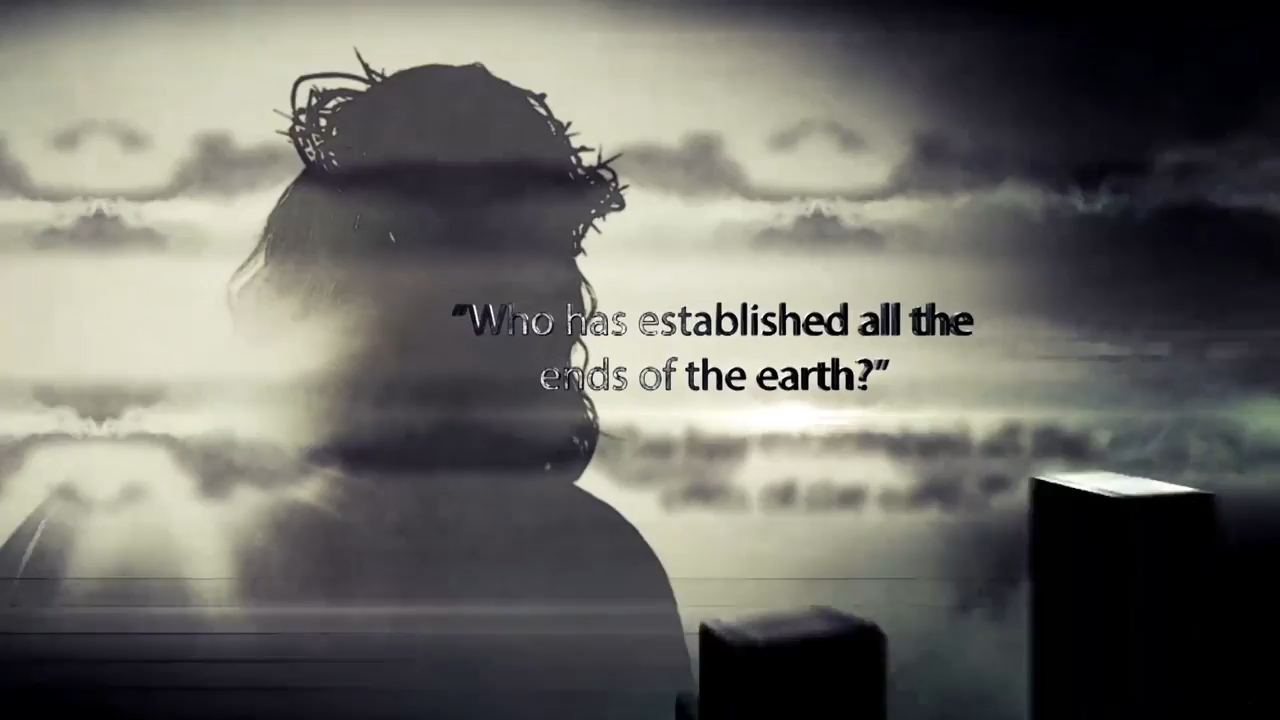 "Who has established all the
ends of the earth?"